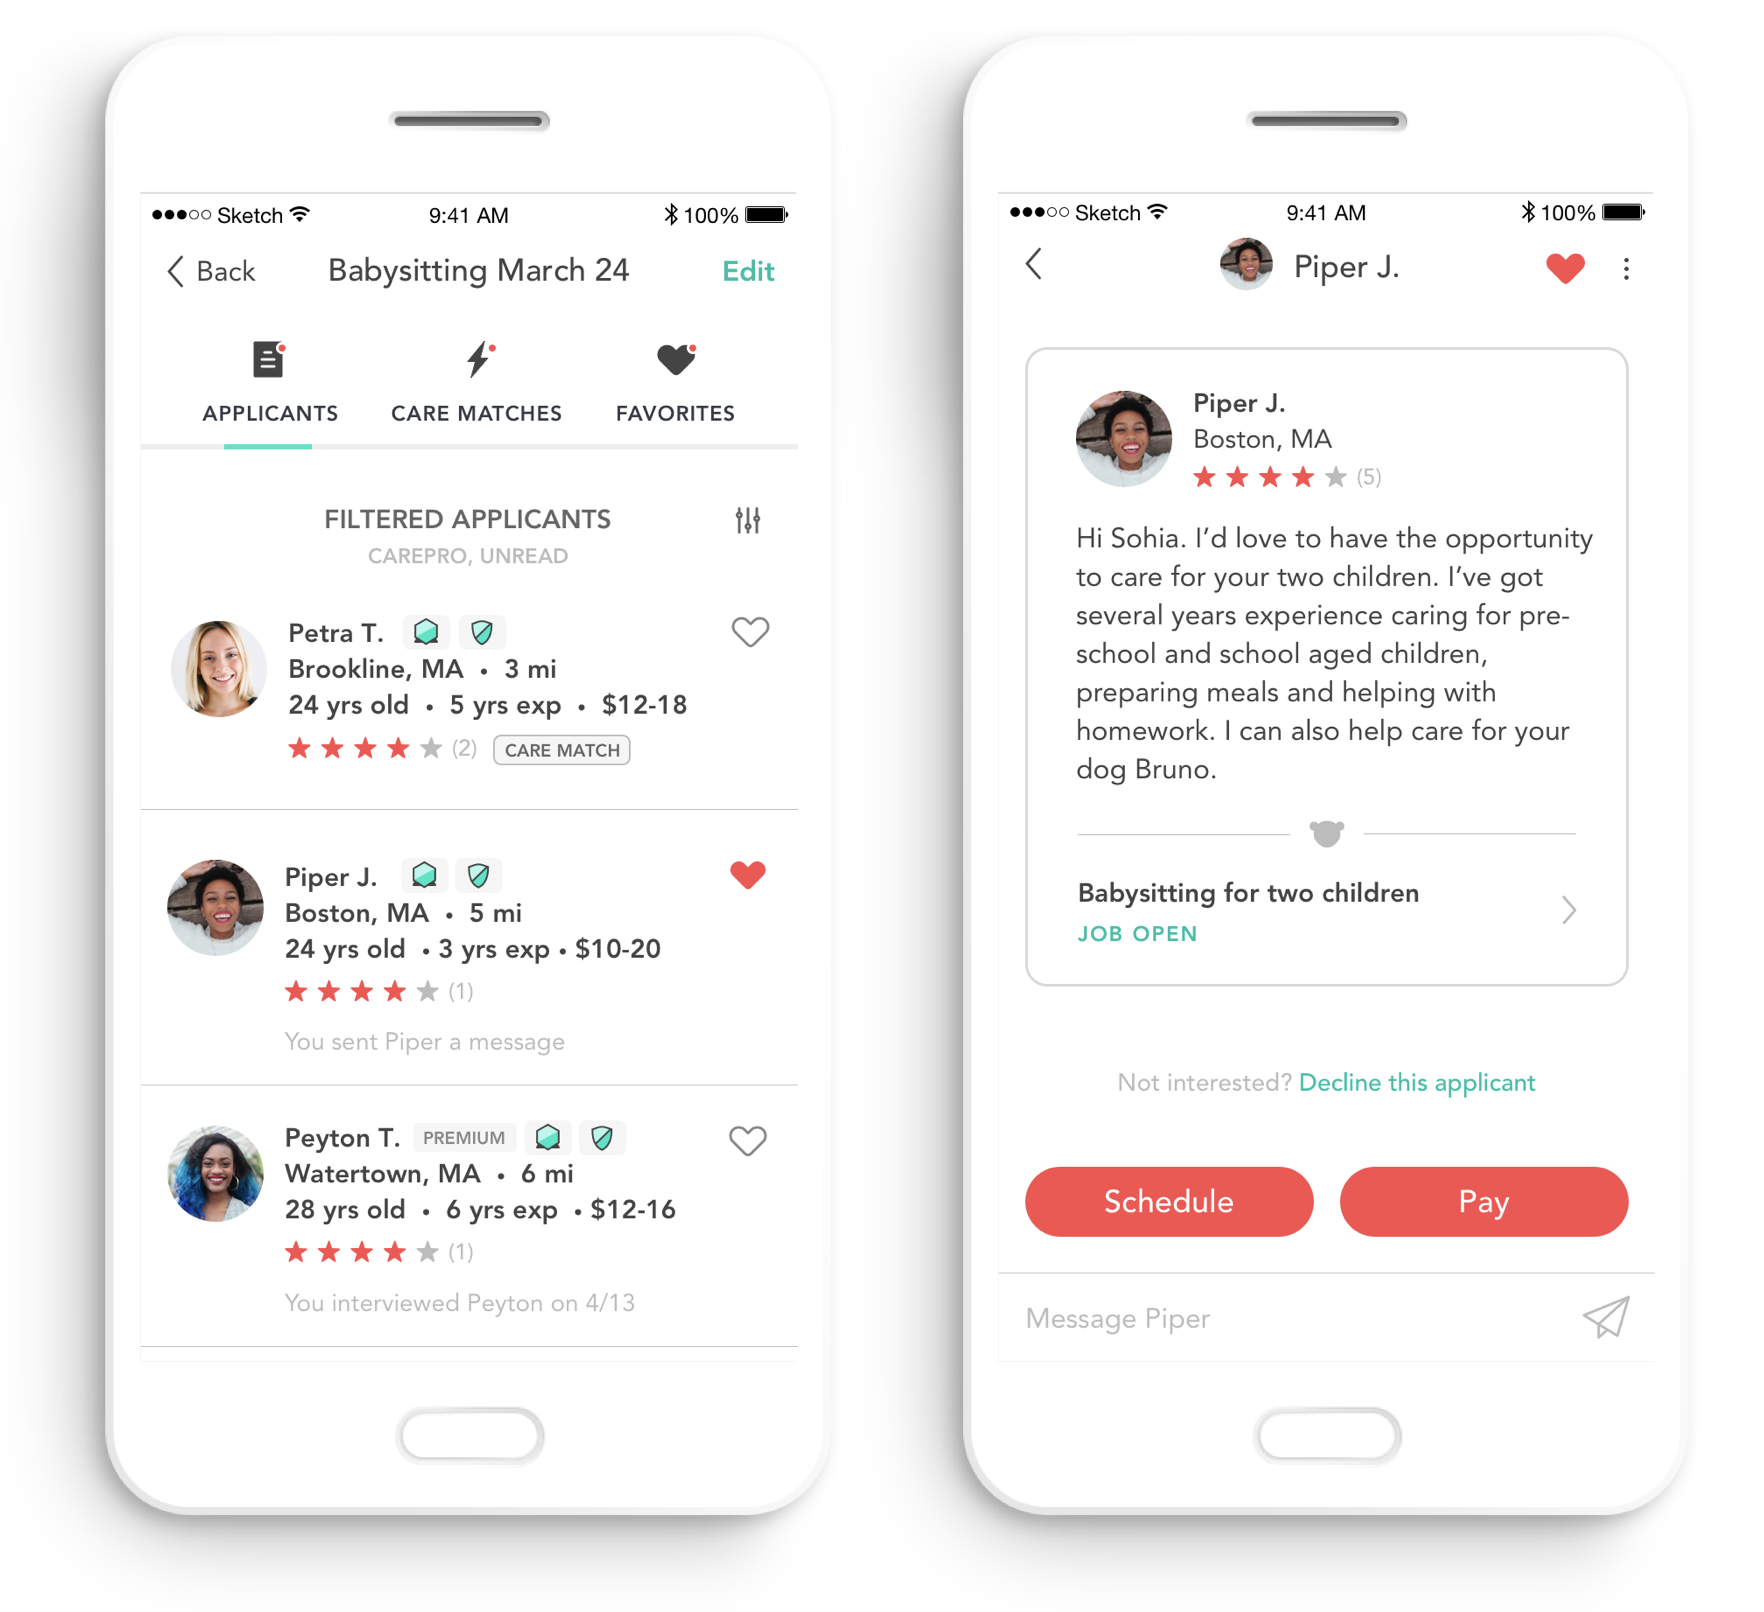 Sketch 9:41 AM 100%
Back Babysitting March 24 Edit
APPLICANTS CARE MATCHES FAVORITES
FILTERED APPLICANTS
CAREPRO, UNREAD
Petra T.
Brookline, MA • 3 mi
24 yrs old • 5 yrs exp • $12-18
(2) CARE MATCH
Piper J.
Boston, MA • 5 mi
24 yrs old • 3 yrs exp • $10-20
(1)
You sent Piper a message
Peyton T. PREMIUM
Watertown, MA • 6 mi
28 yrs old • 6 yrs exp • $12-16
(1)
You interviewed Peyton on 4/13
Sketch 9:41 AM 100%
Piper J.
Piper J.
Boston, MA
(5)
Hi Sohia. I’d love to have the opportunity
to care for your two children. I’ve got
several years experience caring for pre-
school and school aged children,
preparing meals and helping with
homework. I can also help care for your
dog Bruno.
Babysitting for two children
JOB OPEN
Not interested? Decline this applicant
Schedule Pay
Message Piper